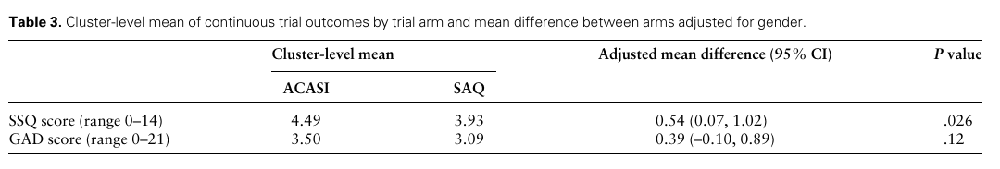 Table 3. Cluster-level mean of continuous trial outcomes by trial arm and mean difference between arms adjusted for gender.
Cluster-level mean Adjusted mean difference (95% CI) P value
ACASI SAQ
SSQ score (range 0–14) 4.49 3.93 0.54 (0.07, 1.02) .026
GAD score (range 0–21) 3.50 3.09 0.39 (–0.10, 0.89) .12